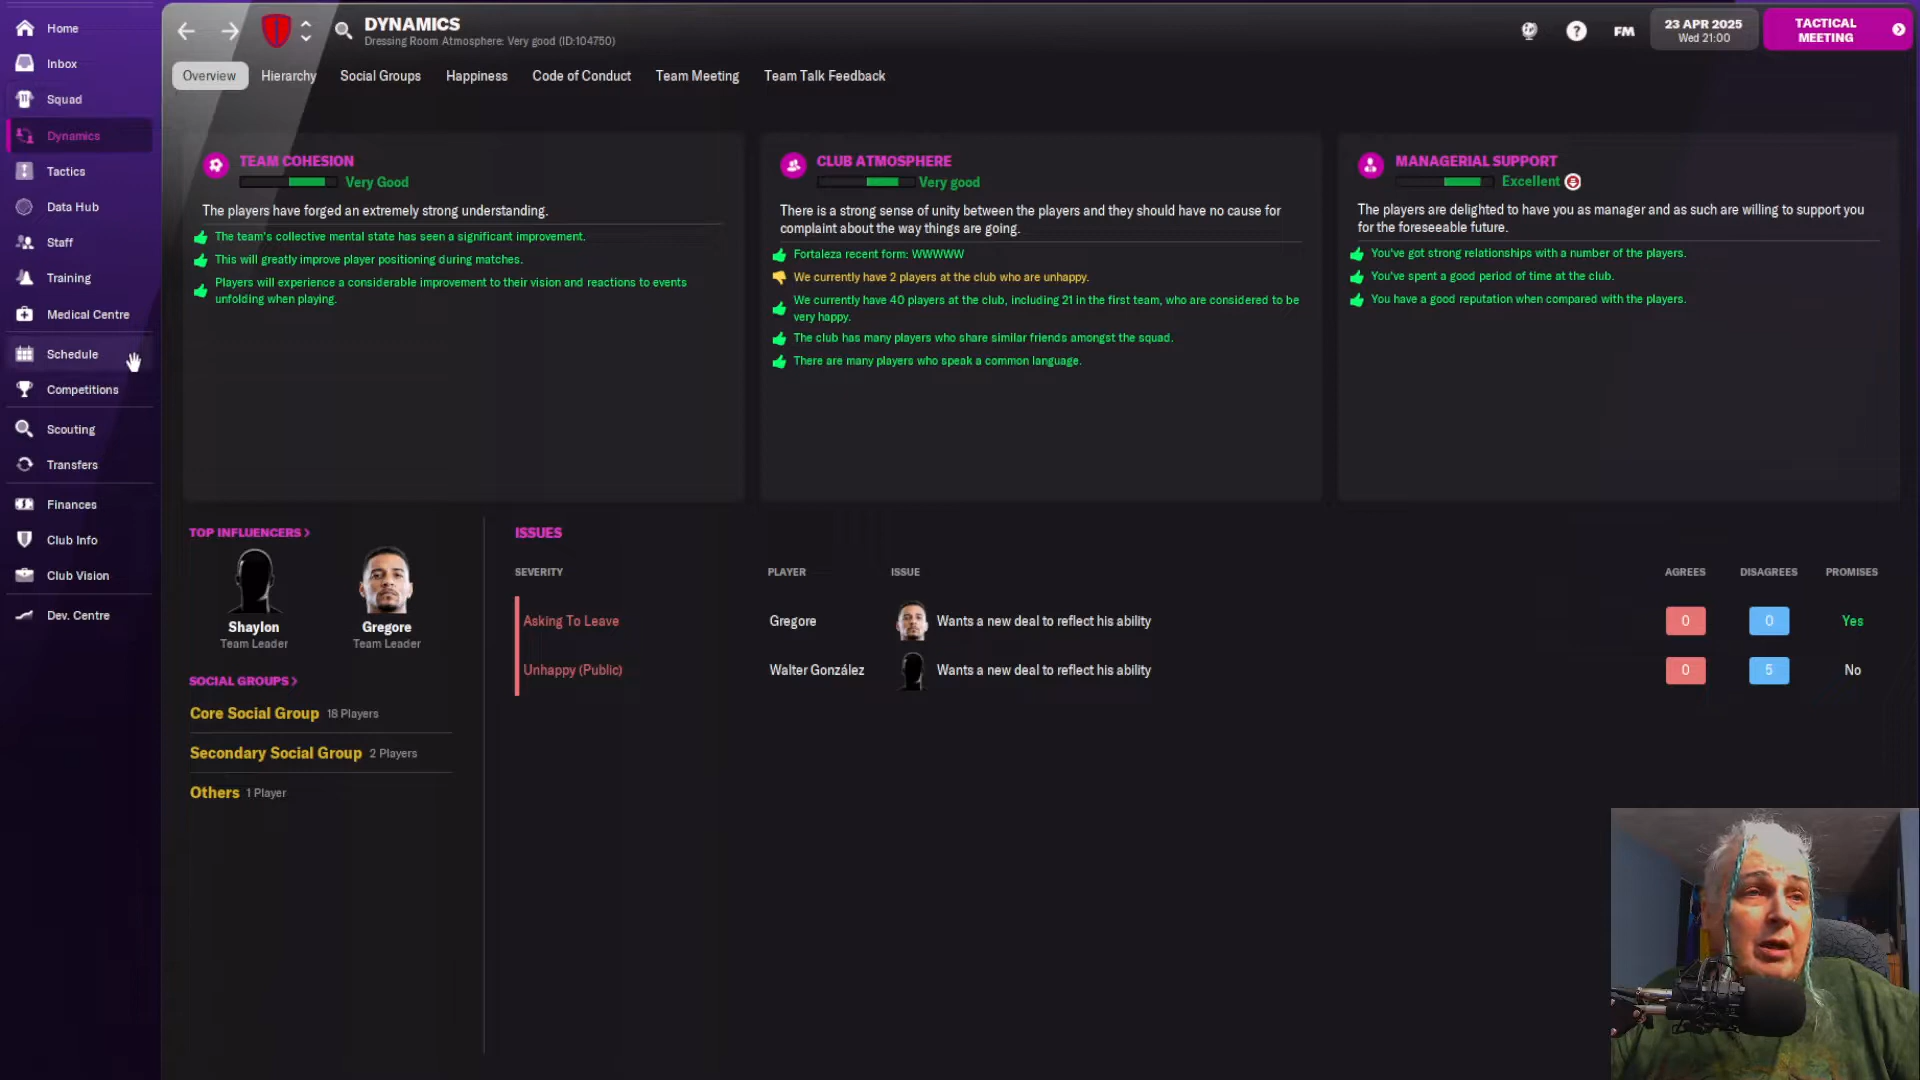 Home
Inbox
Squad
Dynamics
Tactics
Data Hub
Staff
Training
Medical Centre
Schedule
Competitions
Scouting
Transfers
Finances
Club Info
Club Vision
Dev. Centre
DYNAMICS
Dressing Room Atmosphere: Very good (ID:104750)
?
FM
23 APR 2025
Wed 21:00
TACTICAL
MEETING
Overview Hierarchy Social Groups Happiness Code of Conduct Team Meeting Team Talk Feedback
TEAM COHESION
Very Good
The players have forged an extremely strong understanding.
The team's collective mental state has seen a significant improvement.
This will greatly improve player positioning during matches.
Players will experience a considerable improvement to their vision and reactions to events
unfolding when playing.
CLUB ATMOSPHERE
Very good
There is a strong sense of unity between the players and they should have no cause for
complaint about the way things are going.
Fortaleza recent form: WWWWW
We currently have 2 players at the club who are unhappy.
We currently have 40 players at the club, including 21 in the first team, who are considered to be
very happy.
The club has many players who share similar friends amongst the squad.
There are many players who speak a common language.
MANAGERIAL SUPPORT
Excellent
The players are delighted to have you as manager and as such are willing to support you
for the foreseeable future.
You've got strong relationships with a number of the players.
You've spent a good period of time at the club.
You have a good reputation when compared with the players.
TOP INFLUENCERS >
Shaylon
Team Leader
Gregore
Team Leader
SOCIAL GROUPS >
Core Social Group 18 Players
Secondary Social Group 2 Players
Others 1 Player
ISSUES
SEVERITY PLAYER ISSUE AGREES DISAGREES PROMISES
Asking To Leave Gregore Wants a new deal to reflect his ability 0 0 Yes
Unhappy (Public) Walter González Wants a new deal to reflect his ability 0 5 No